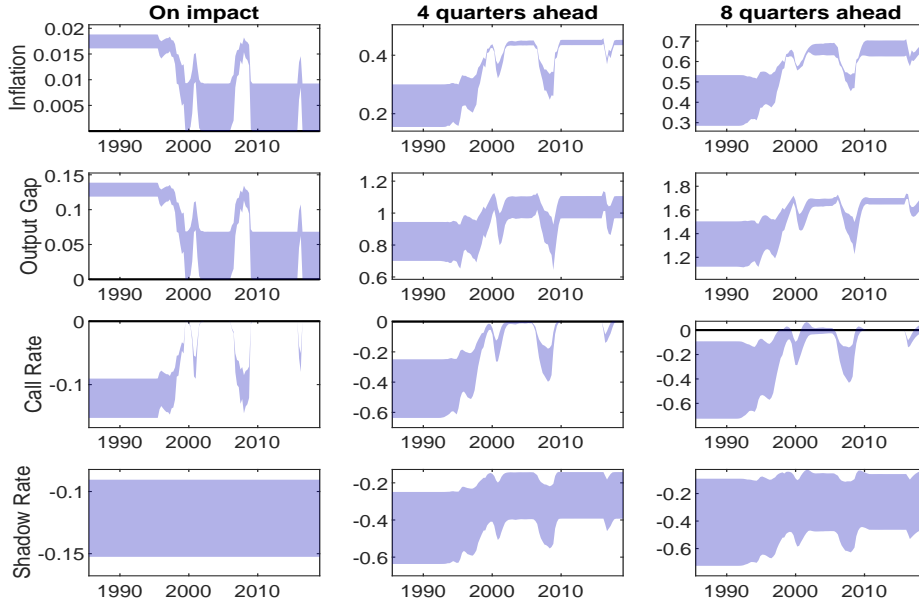 On impact 4 quarters ahead 8 quarters ahead
Inflation
0.02
0.015
0.01
0.005
1990 2000 2010
0.4
0.2
1990 2000 2010
0.7
0.6
0.5
0.4
0.3
1990 2000 2010
Output Gap
0.15
0.1
0.05
0
1990 2000 2010
1.2
1
0.8
0.6
1990 2000 2010
1.8
1.6
1.4
1.2
1990 2000 2010
Call Rate
0
-0.1
1990 2000 2010
0
-0.2
-0.4
-0.6
1990 2000 2010
0
-0.2
-0.4
-0.6
1990 2000 2010
Shadow Rate
-0.1
-0.15
1990 2000 2010
-0.2
-0.4
-0.6
1990 2000 2010
-0.2
-0.4
-0.6
1990 2000 2010